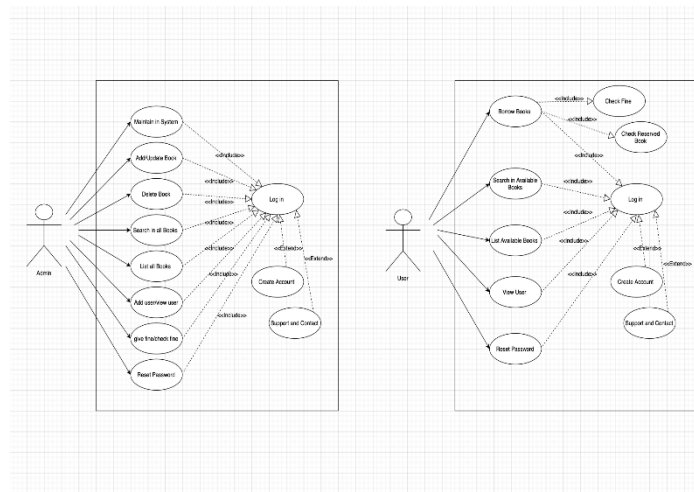 Maintain in System
<<Include>>
Add/Update Book
<<Include>>
Delete Book
<<Include>>
Log in
Search in all Books
<<Include>>
Admin
List all Books
<<Include>>
<<Extend>>
<<Extend>>
Add user/view user
<<Include>>
Create Account
give fine/check fine
<<Include>>
Support and Contact
Reset Password
<<Include>>
Borrow Books
<<Include>>
Check Fine
<<Include>>
Check Reserved
Book
<<Include>>
Search in Available
Books
<<Include>>
Log in
User
List Available Books
<<Include>>
<<Extend>>
<<Extend>>
View User
<<Include>>
Create Account
Support and Contact
Reset Password
<<Include>>